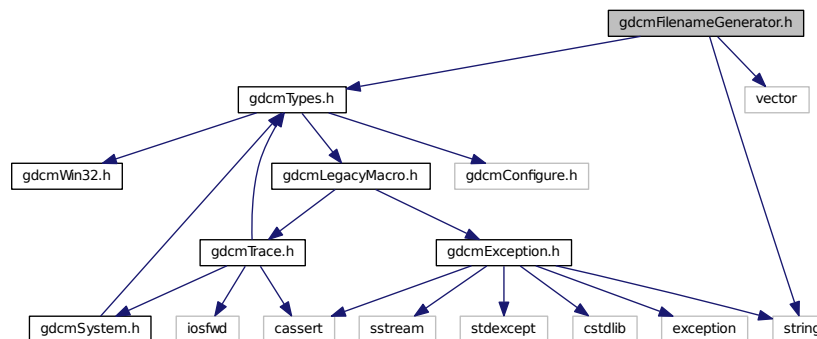 gdcmFilenameGenerator.h
gdcmTypes.h
vector
gdcmWin32.h
gdcmLegacyMacro.h
gdcmConfigure.h
gdcmTrace.h
gdcmException.h
gdcmSystem.h
iosfwd
cassert
sstream
stdexcept
cstdlib
exception
string